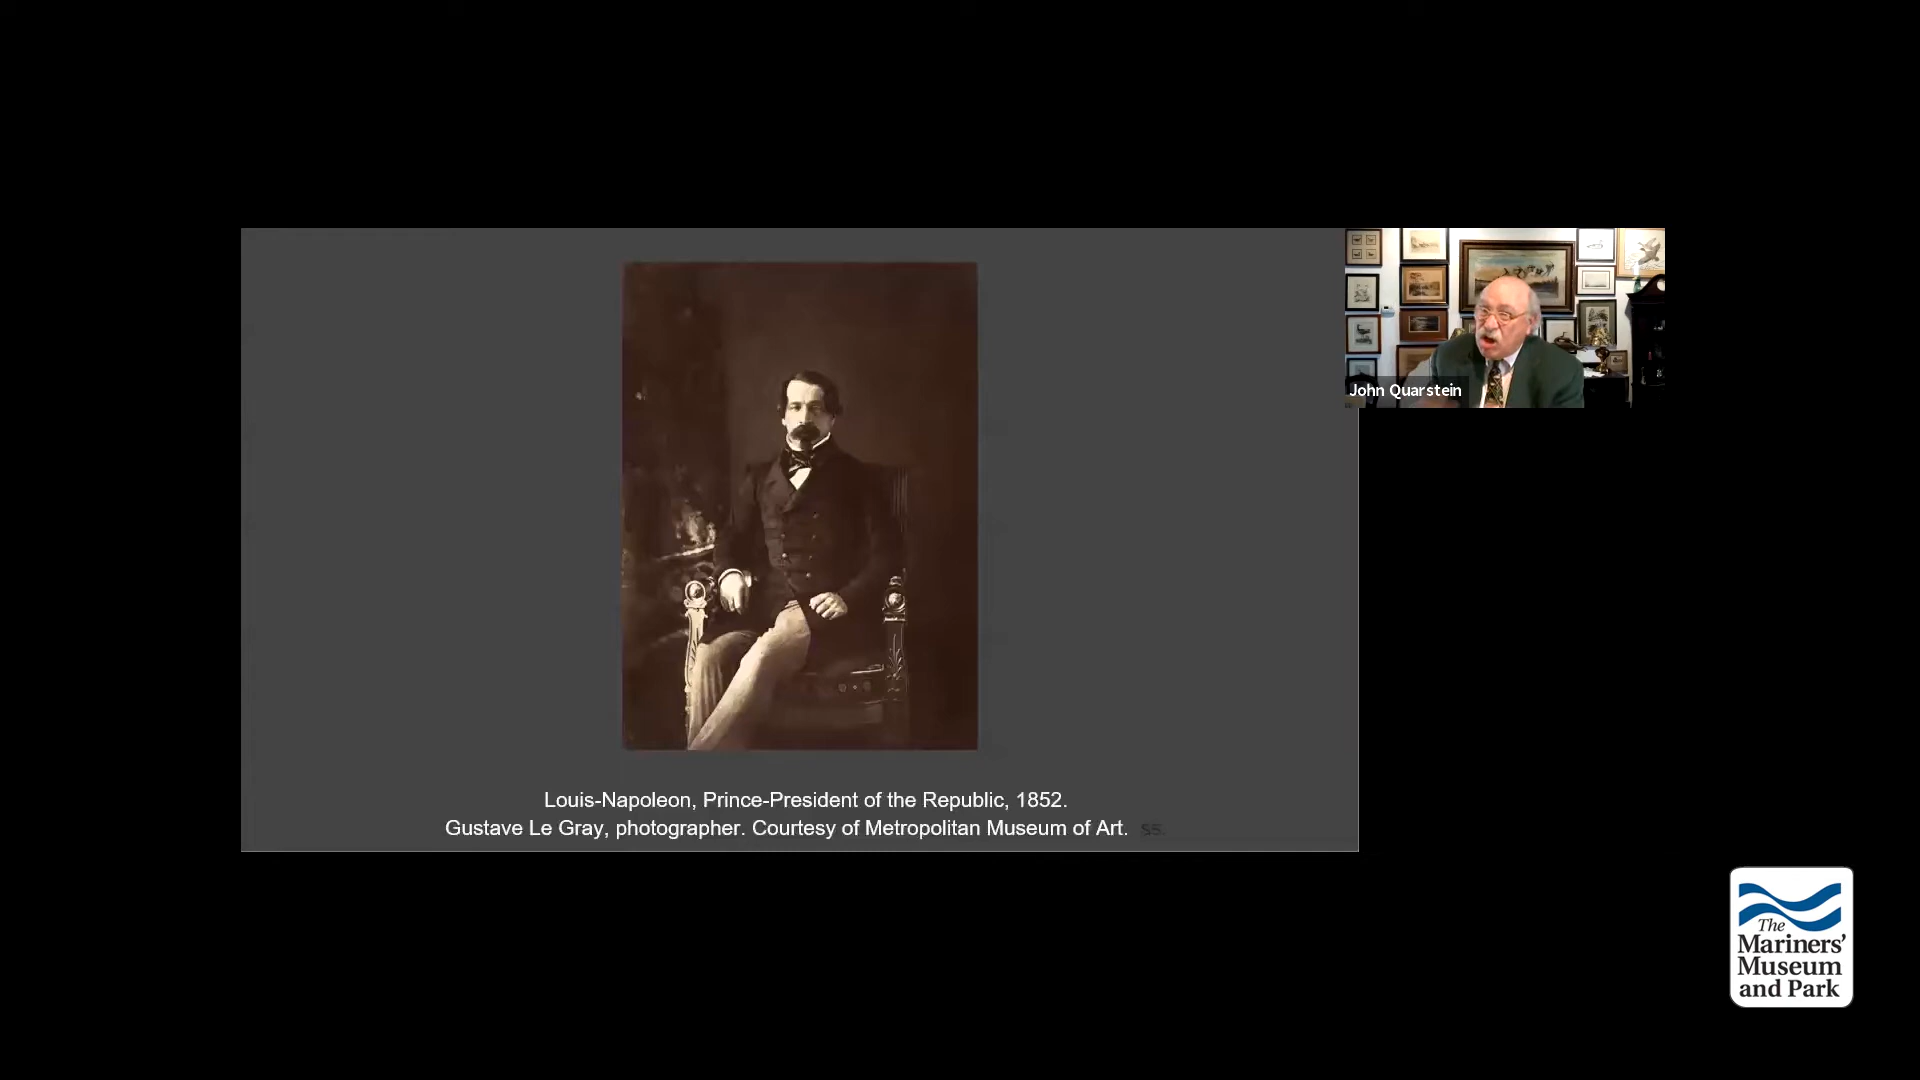 John Quarstein
Louis-Napoleon, Prince-President of the Republic, 1852.
Gustave Le Gray, photographer. Courtesy of Metropolitan Museum of Art.
The
Mariners'
Museum
and Park